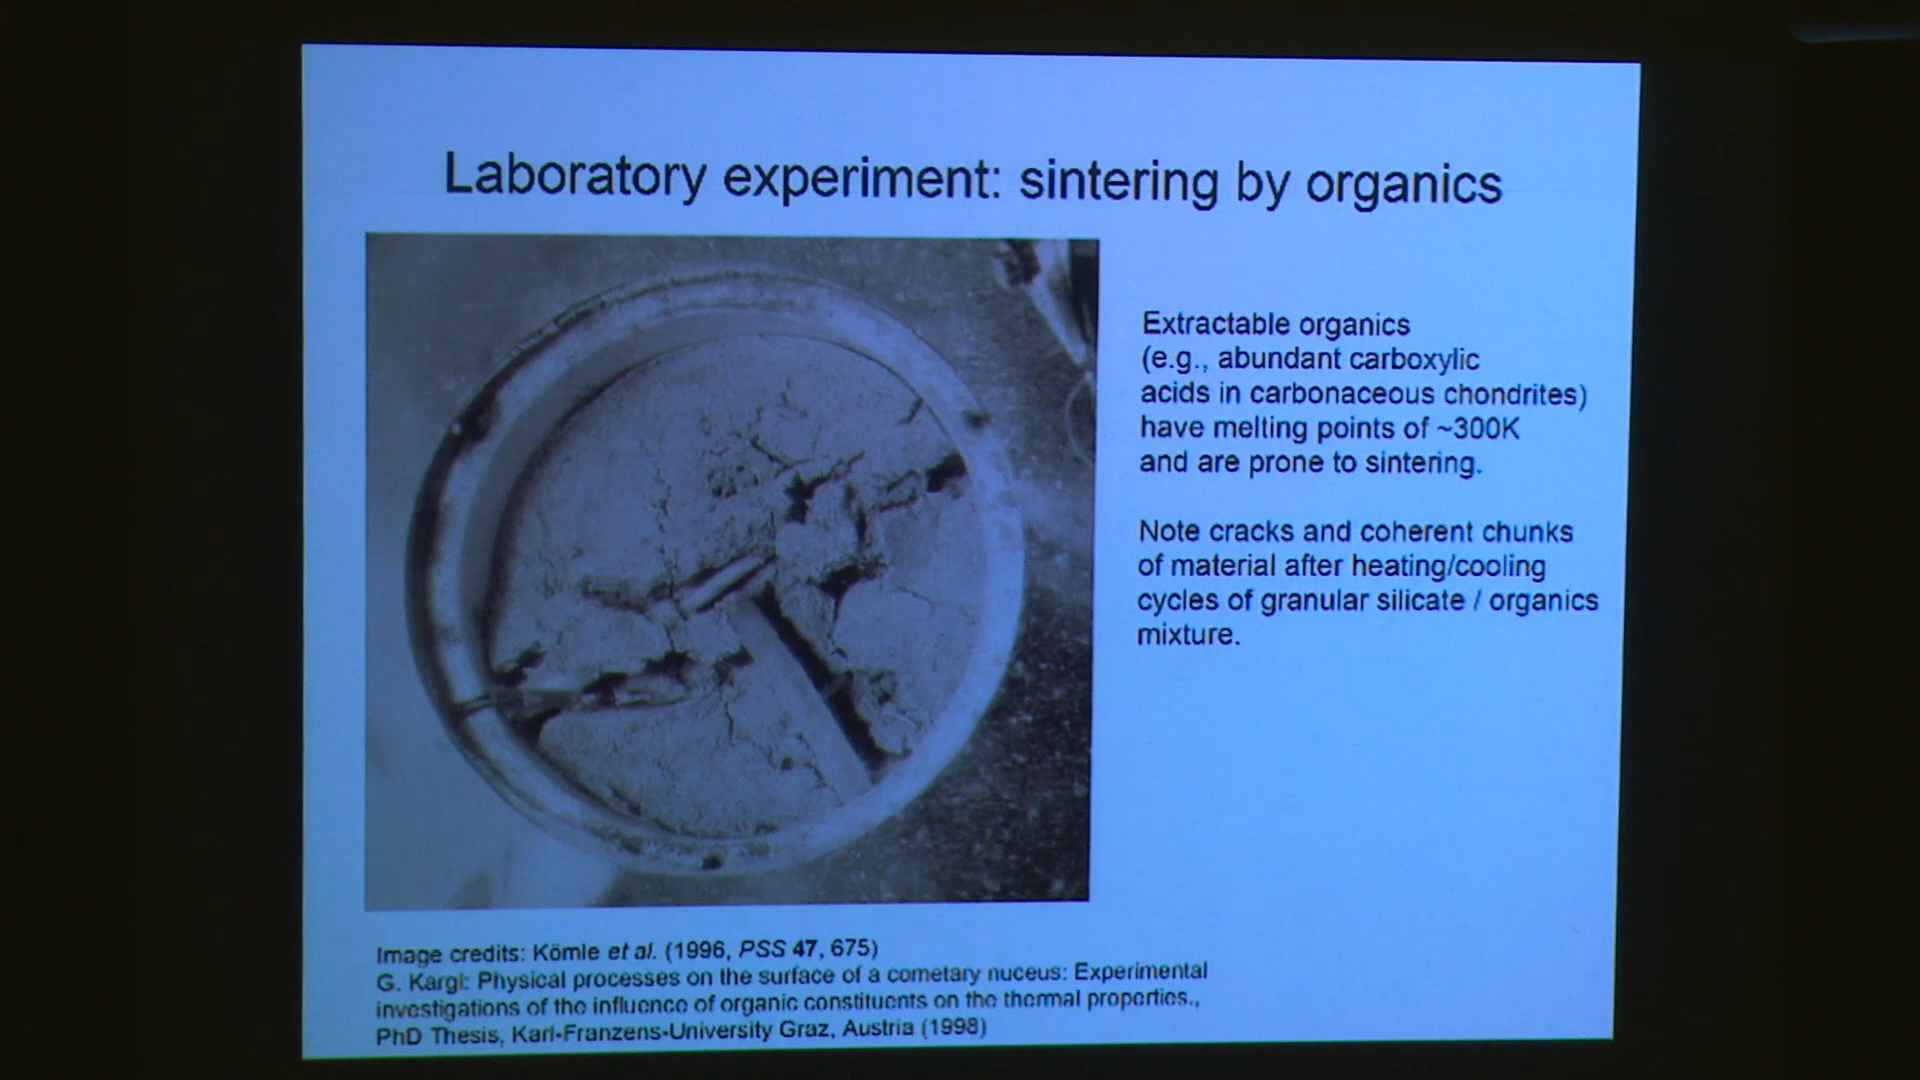 Laboratory experiment: sintering by organics
Extractable organics
(e.g., abundant carboxylic
acids in carbonaceous chondrites)
have melting points of ~300K
and are prone to sintering.
Note cracks and coherent chunks
of material after heating/cooling
cycles of granular silicate / organics
mixture.
Image credits: Kömle et al. (1996, PSS 47, 675)
G. Kargl: Physical processes on the surface of a cometary nuceus: Experimental
investigations of the influence of organic constituents on the thermal properties.,
PhD Thesis, Karl-Franzens-University Graz, Austria (1998)